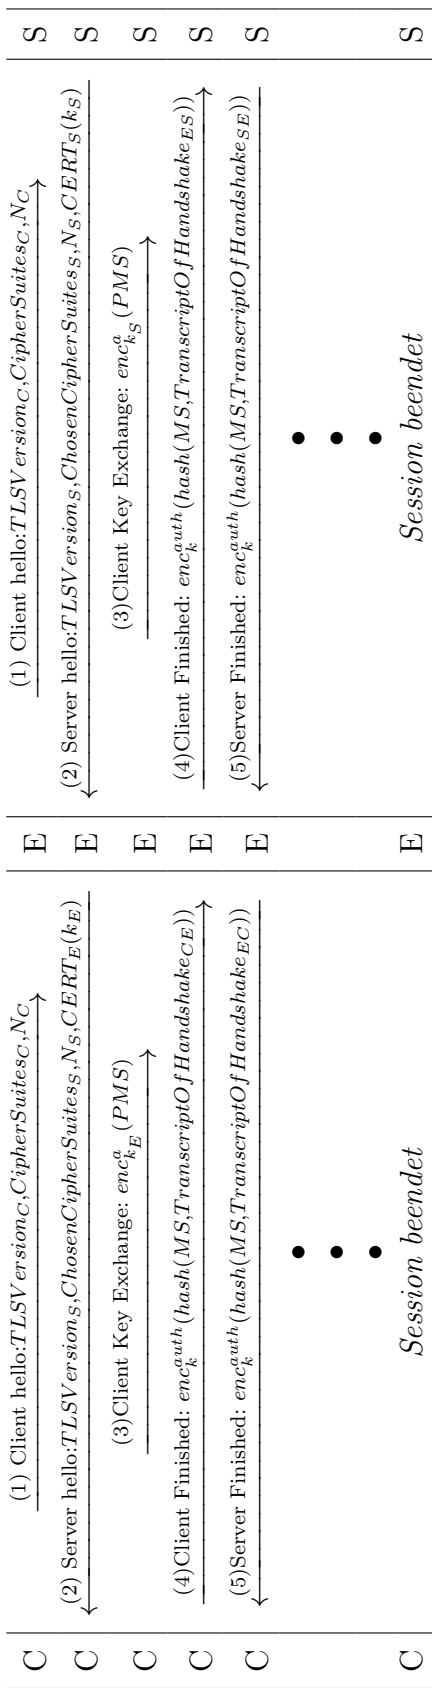 C (1) Client hello:TLSVersion_C,CipherSuites_C,N_C E (1) Client hello:TLSVersion_C,CipherSuites_C,N_C S
C (2) Server hello:TLSVersion_S,ChosenCipherSuites_S,N_S,CERT_E(k_E) E (2) Server hello:TLSVersion_S,ChosenCipherSuites_S,N_S,CERT_S(k_S) S
C (3)Client Key Exchange: enc^a_{k_E}(PMS) E (3)Client Key Exchange: enc^a_{k_S}(PMS) S
C (4)Client Finished: enc^{auth}_k(hash(MS,TranscriptOfHandshake_{CE})) E (4)Client Finished: enc^{auth}_k(hash(MS,TranscriptOfHandshake_{ES})) S
C (5)Server Finished: enc^{auth}_k(hash(MS,TranscriptOfHandshake_{EC})) E (5)Server Finished: enc^{auth}_k(hash(MS,TranscriptOfHandshake_{SE})) S
• •
• •
• •
C Session beendet E Session beendet S